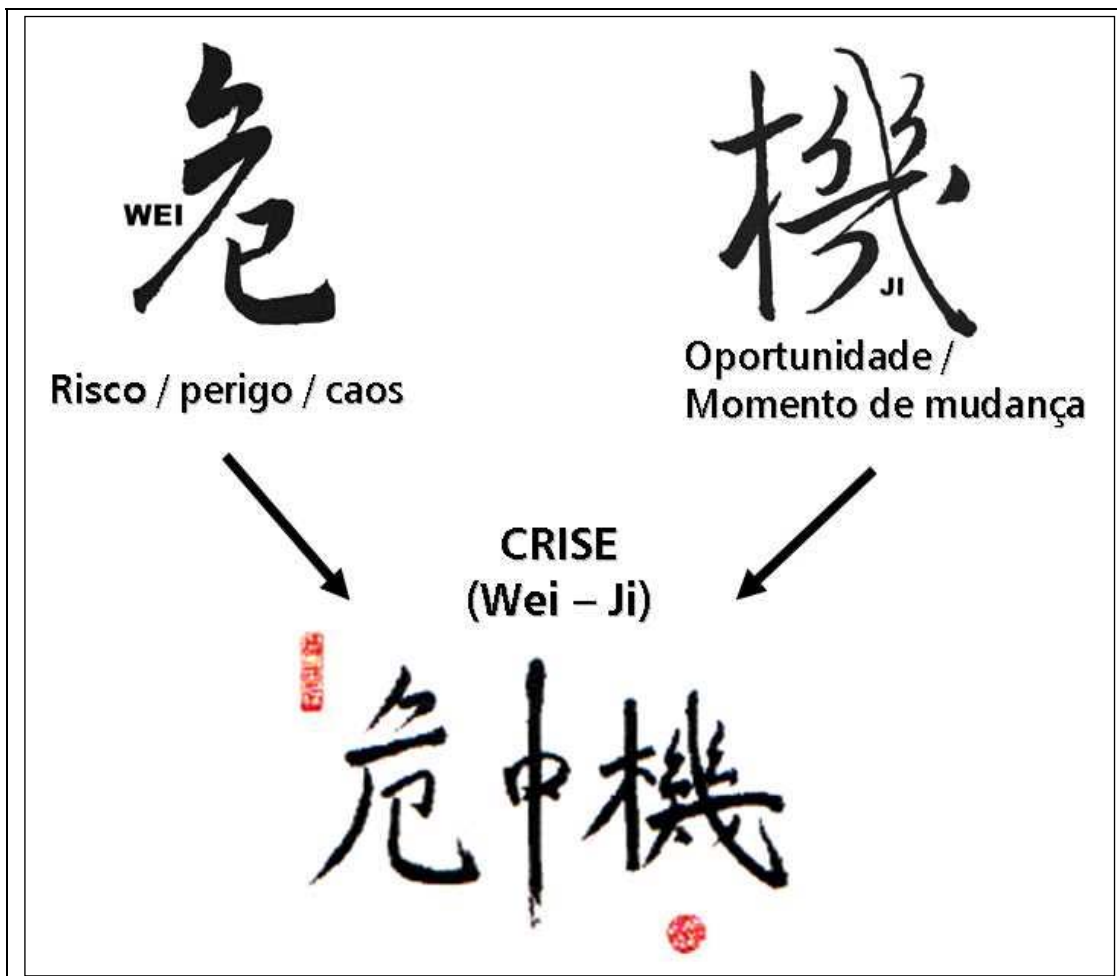 危
機
WEI
JI
Risco / perigo / caos
Oportunidade /
Momento de mudança
CRISE
(Wei – Ji)
危中機